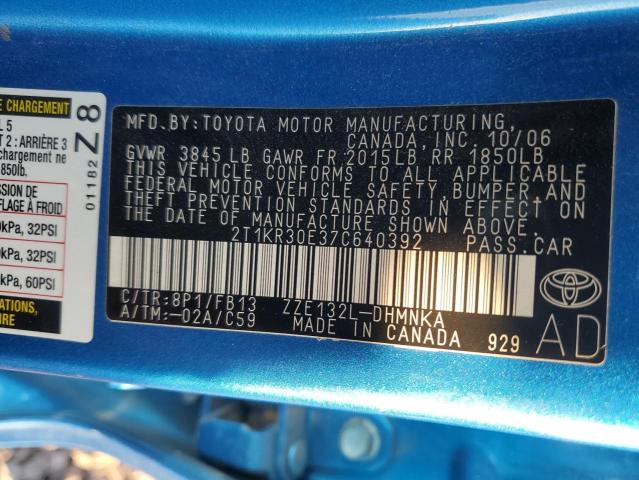 E CHARGEMENT
L 5
T 2 : ARRIÈRE 3
chargement ne
850lb.
SSION DE
FLAGE À FROID
0kPa, 32PSI
0kPa, 32PSI
kPa, 60PSI
ATIONS,
IRE
01182
Z8
MFD. BY: TOYOTA MOTOR MANUFACTURING,
CANADA, INC. 10/06
GVWR 3845 LB GAWR FR 2015LB RR 1850LB
THIS VEHICLE CONFORMS TO ALL APPLICABLE
FEDERAL MOTOR VEHICLE SAFETY, BUMPER AND
THEFT PREVENTION STANDARDS IN EFFECT ON
THE DATE OF MANUFACTURE SHOWN ABOVE.
2T1KR30E37C640392 PASS.CAR
C/TR:8P1/FB13 ZZE132L-DHMNKA
A/TM:-02A/C59 MADE IN CANADA 929
TOYOTA
AD